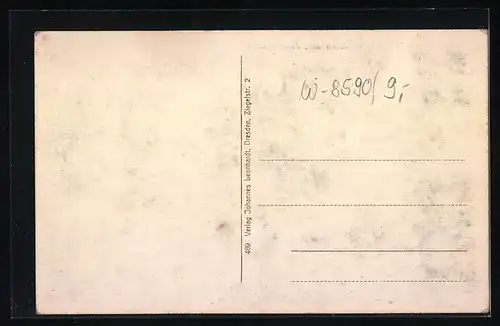 W-8590/9,-
409 Verlag Johannes Leonhardt, Dresden, Ziegelstr. 2